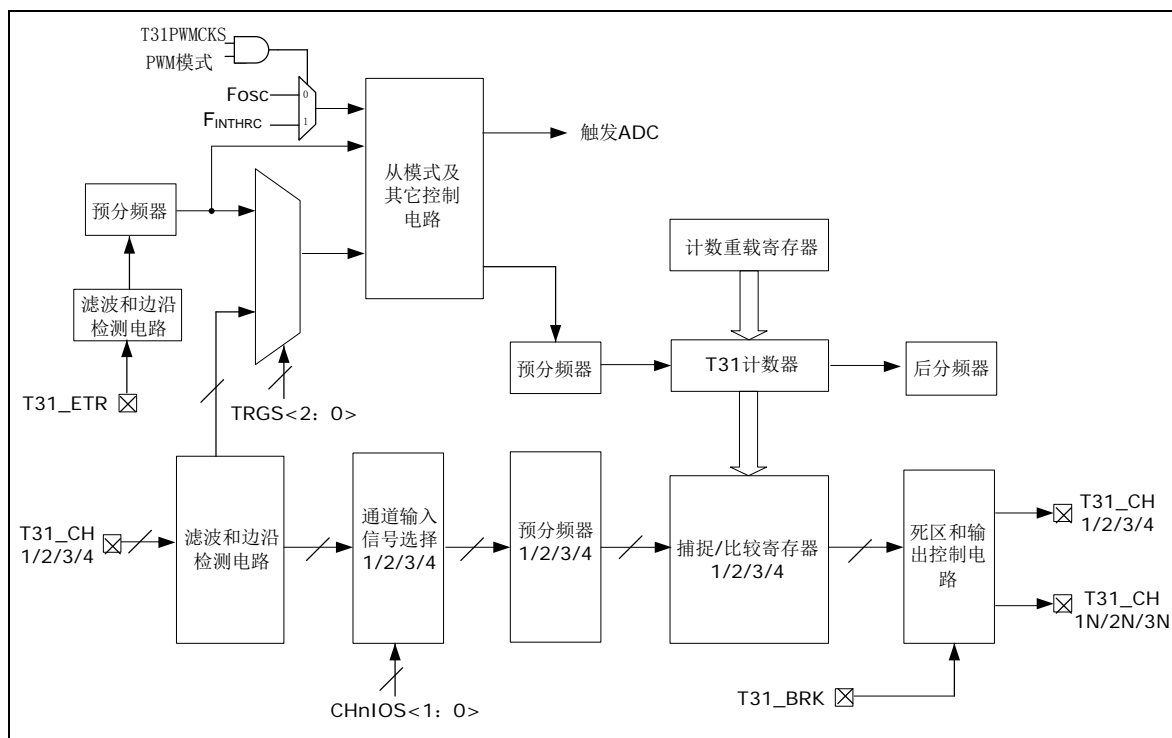 T31PWMCKS
PWM模式
FOSC
0
FINTHRC
1
从模式及
其它控制
电路
触发ADC
预分频器
滤波和边沿
检测电路
T31_ETR
TRGS<2：0>
计数重载寄存器
预分频器
T31计数器
后分频器
T31_CH
1/2/3/4
滤波和边沿
检测电路
通道输入
信号选择
1/2/3/4
预分频器
1/2/3/4
捕捉/比较寄存器
1/2/3/4
死区和输
出控制电
路
T31_CH
1/2/3/4
T31_CH
1N/2N/3N
CHnIOS<1：0>
T31_BRK